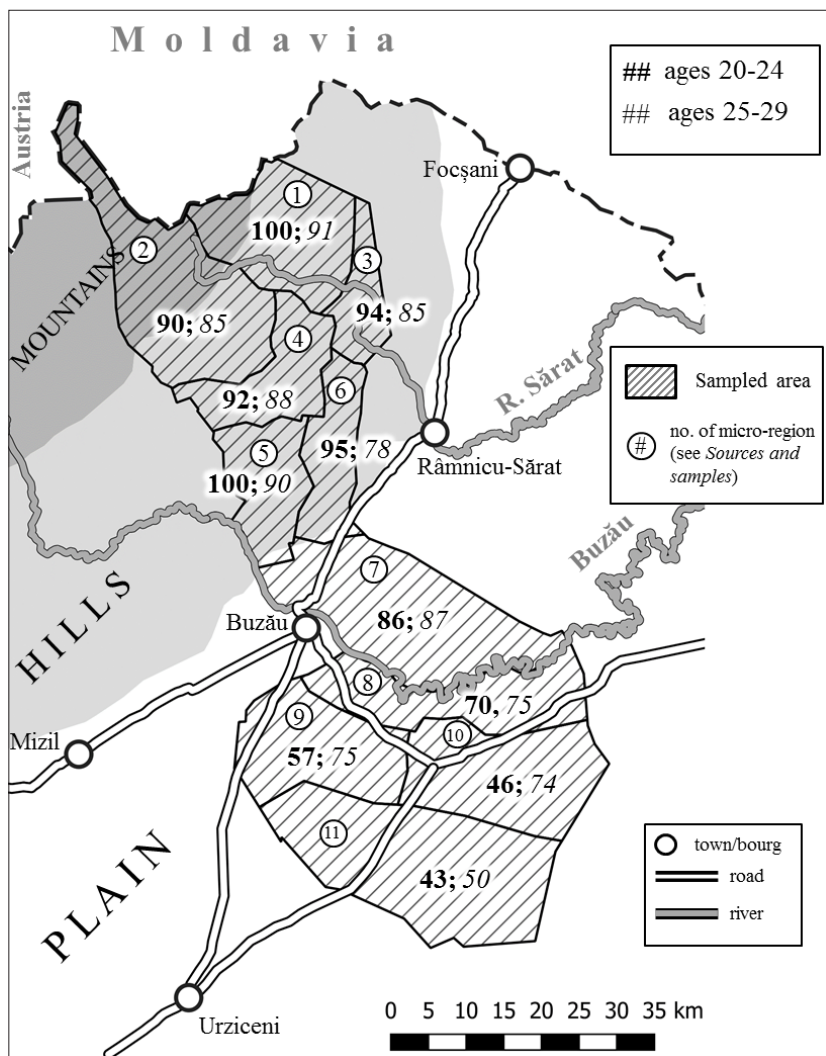 Moldavia
Austria
## ages 20-24
## ages 25-29
Focșani
1
100; 91
2
MOUNTAINS
3
90; 85
94; 85
4
R. Sărat
6
92; 88
Sampled area
5
95; 78
Râmnicu-Sărat
100; 90
# no. of micro-region
(see Sources and
samples)
Buzău
7
HILLS
86; 87
Buzău
8
70, 75
9
10
Mizil
57; 75
46; 74
11
PLAIN
43; 50
town/bourg
road
river
Urziceni
0 5 10 15 20 25 30 35 km